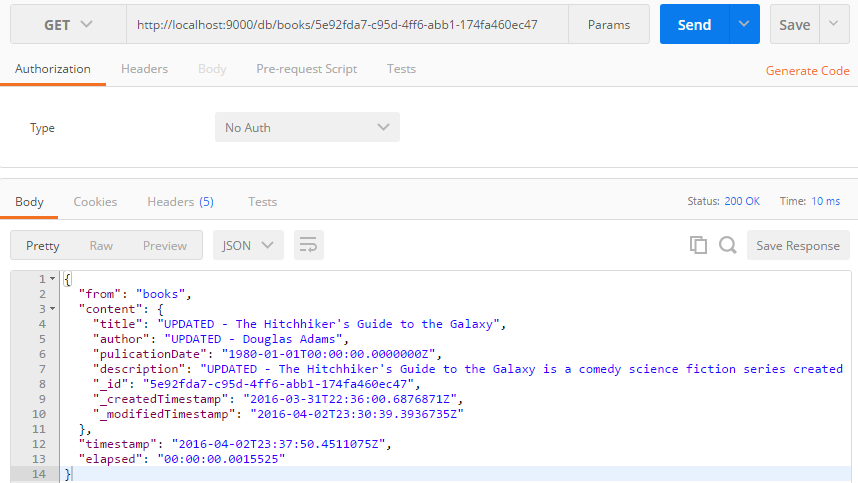 GET http://localhost:9000/db/books/5e92fda7-c95d-4ff6-abb1-174fa460ec47 Params Send Save
Authorization Headers Body Pre-request Script Tests Generate Code
Type No Auth
Body Cookies Headers (5) Tests Status: 200 OK Time: 10 ms
Pretty Raw Preview JSON Save Response
1 {
2 "from": "books",
3 "content": {
4 "title": "UPDATED - The Hitchhiker's Guide to the Galaxy",
5 "author": "UPDATED - Douglas Adams",
6 "pulicationDate": "1980-01-01T00:00:00.0000000Z",
7 "description": "UPDATED - The Hitchhiker's Guide to the Galaxy is a comedy science fiction series created
8 "_id": "5e92fda7-c95d-4ff6-abb1-174fa460ec47",
9 "_createdTimestamp": "2016-03-31T22:36:00.6876871Z",
10 "_modifiedTimestamp": "2016-04-02T23:30:39.3936735Z"
11 },
12 "timestamp": "2016-04-02T23:37:50.4511075Z",
13 "elapsed": "00:00:00.0015525"
14 }